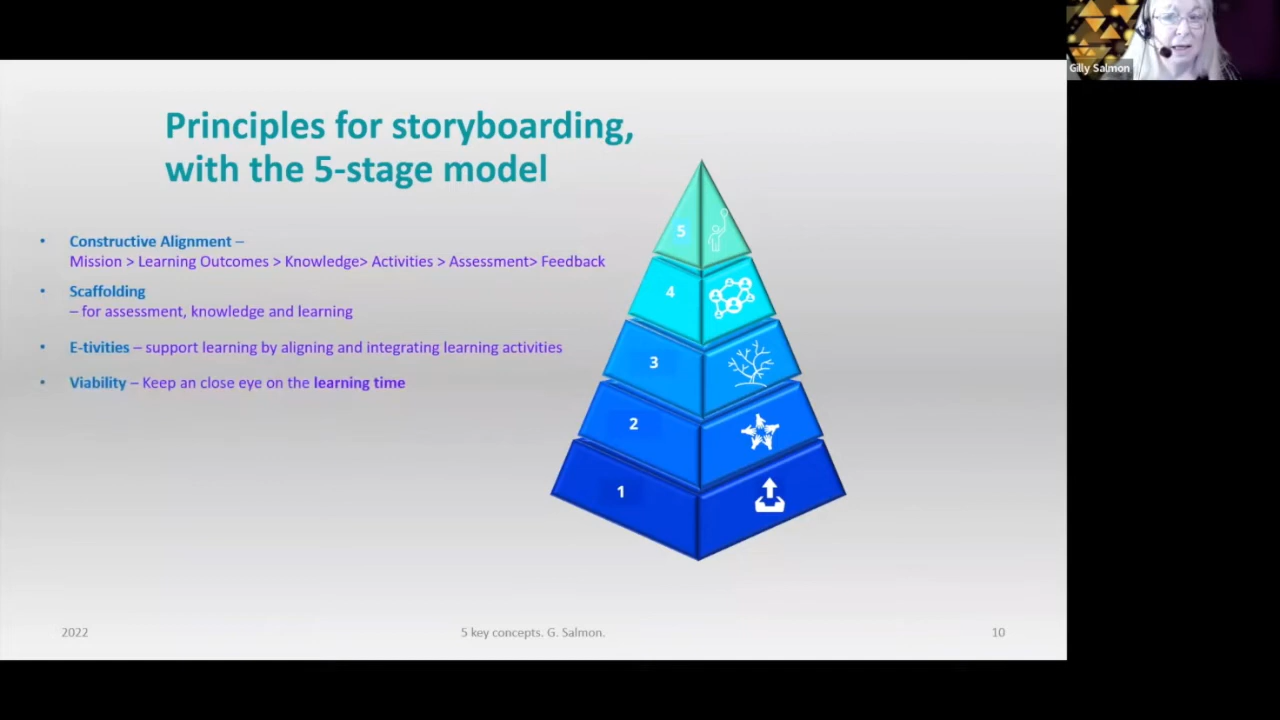 Gilly Salmon
Principles for storyboarding,
with the 5-stage model
• Constructive Alignment –
Mission > Learning Outcomes > Knowledge> Activities > Assessment> Feedback
• Scaffolding
– for assessment, knowledge and learning
• E-tivities – support learning by aligning and integrating learning activities
• Viability – Keep an close eye on the learning time
5
4
3
2
1
2022
5 key concepts. G. Salmon.
10